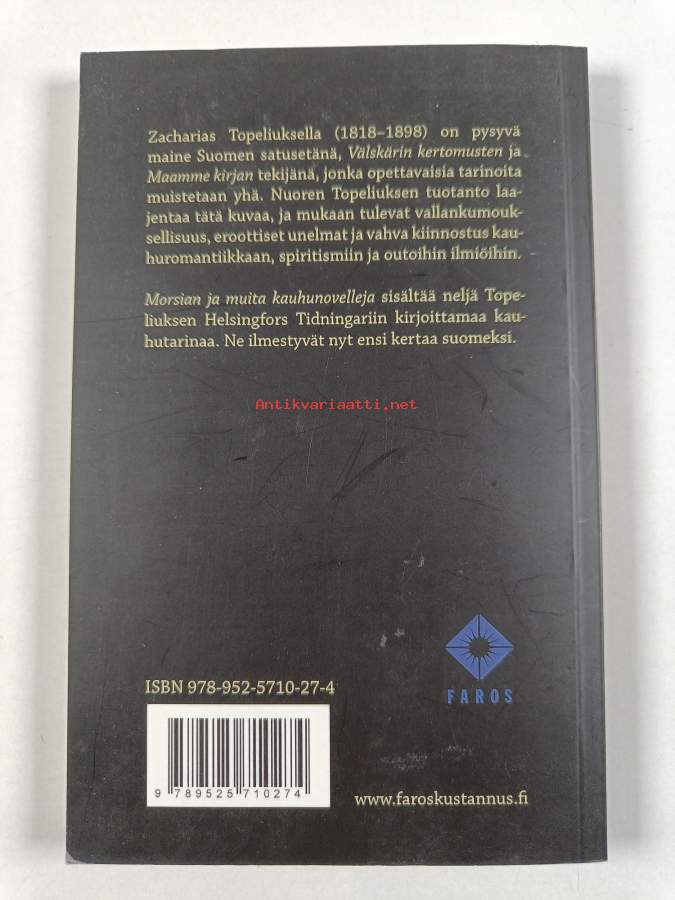 Zacharias Topeliuksella (1818–1898) on pysyvä
maine Suomen satusetänä, Välskärin kertomusten ja
Maamme kirjan tekijänä, jonka opettavaisia tarinoita
muistetaan yhä. Nuoren Topeliuksen tuotanto laa-
jentaa tätä kuvaa, ja mukaan tulevat vallankumouk-
sellisuus, eroottiset unelmat ja vahva kiinnostus kau-
huromantiikkaan, spiritismiin ja outoihin ilmiöihin.
Morsian ja muita kauhunovelleja sisältää neljä Tope-
liuksen Helsingfors Tidningariin kirjoittamaa kau-
hutarinaa. Ne ilmestyvät nyt ensi kertaa suomeksi.
Antikvariaatti.net
FAROS
ISBN 978-952-5710-27-4
9 789525 710274
www.faroskustannus.fi